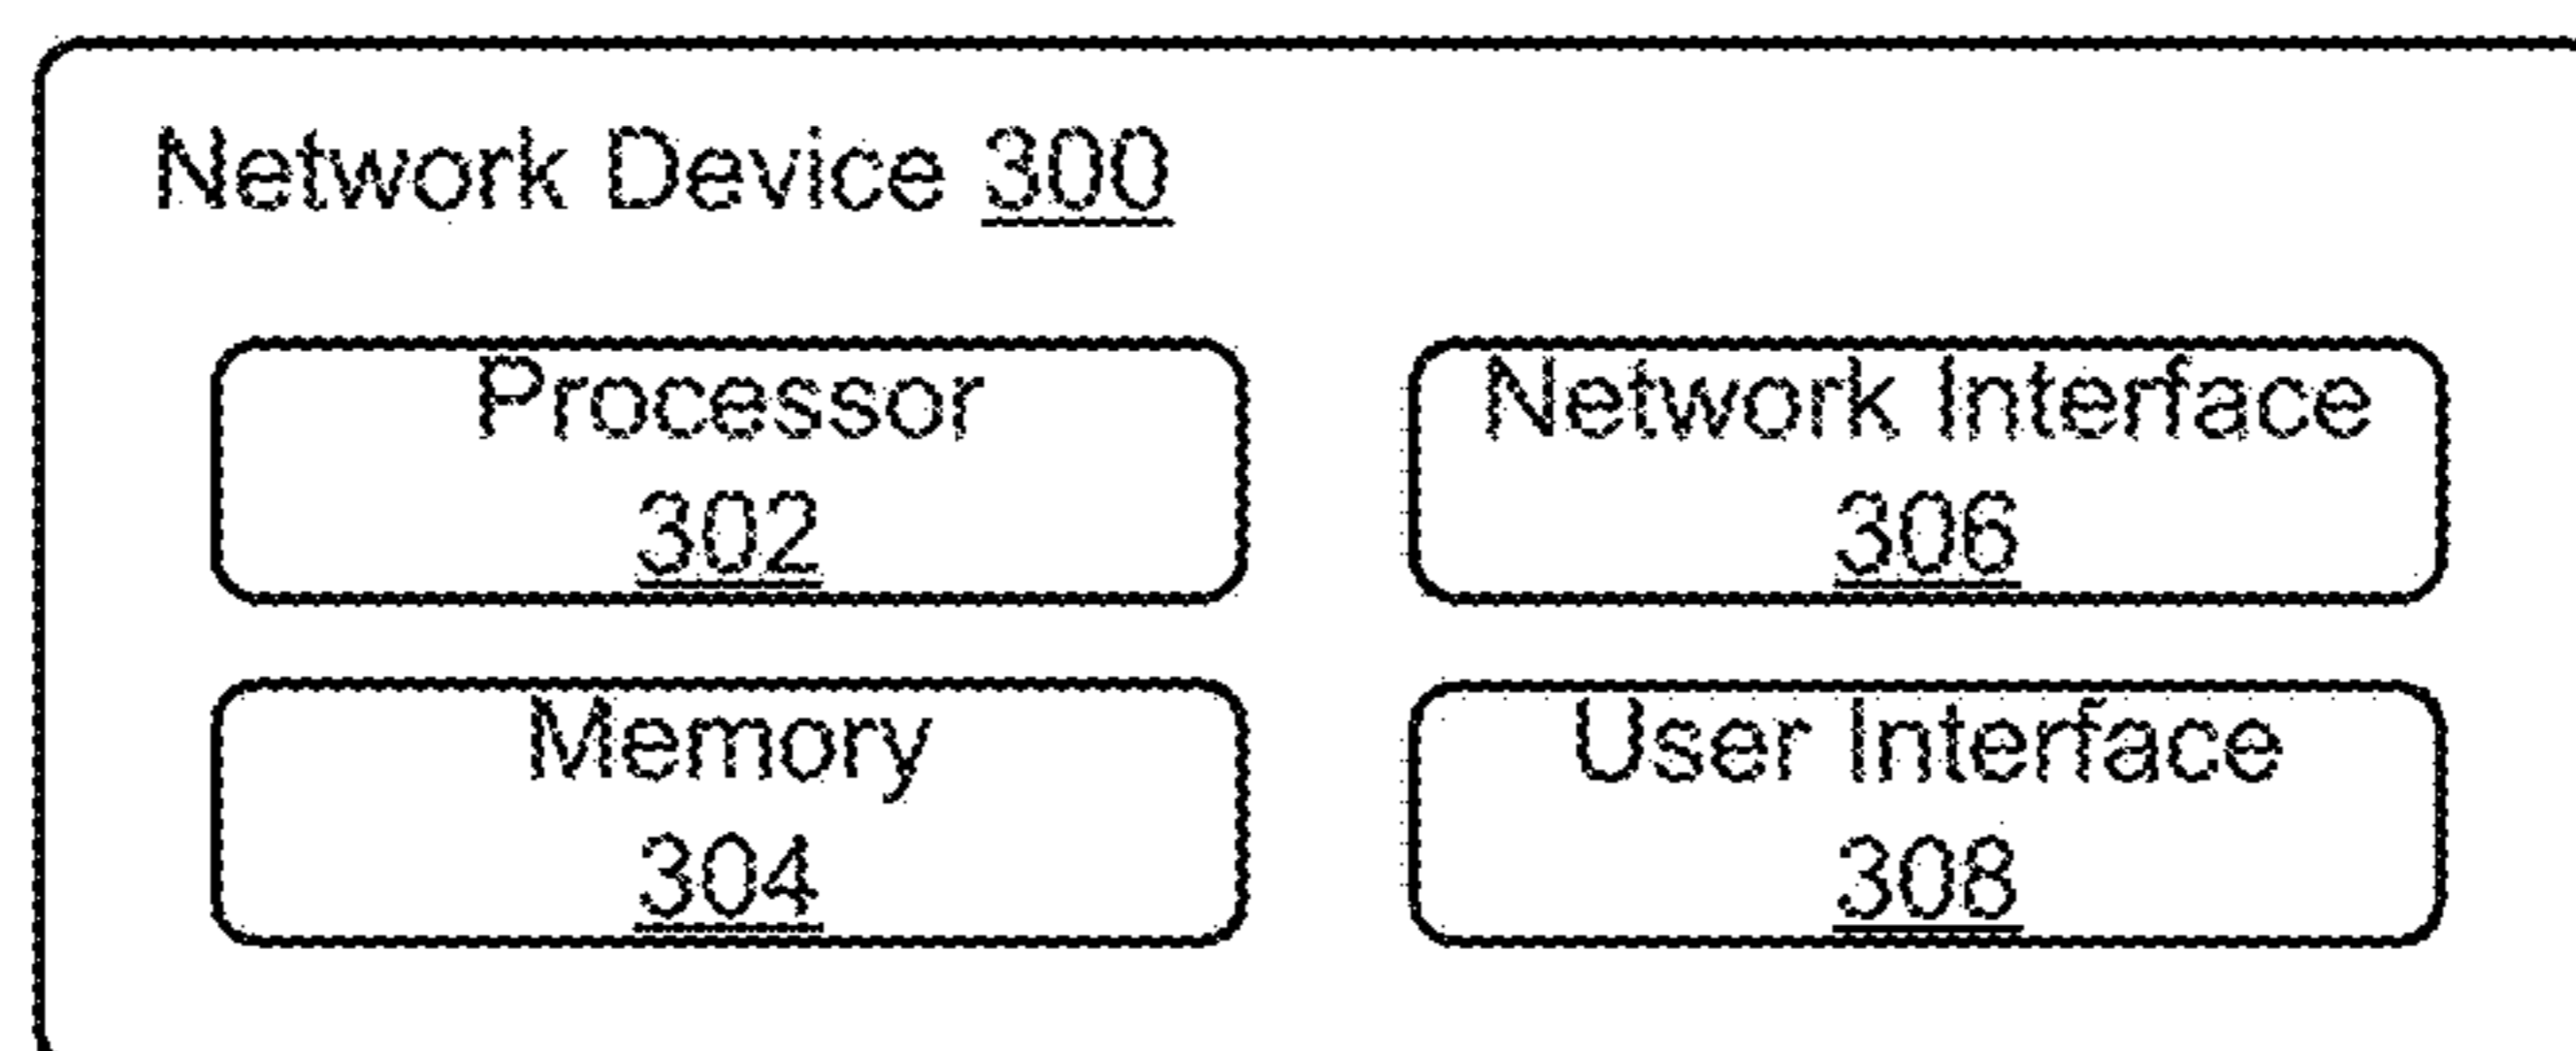 Network Device 300
Processor
302
Network Interface
306
Memory
304
User Interface
308